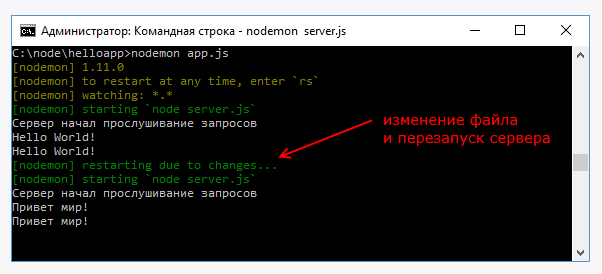 Администратор: Командная строка - nodemon server.js
C:\node\helloapp>nodemon app.js
[nodemon] 1.11.0
[nodemon] to restart at any time, enter `rs`
[nodemon] watching: *.*
[nodemon] starting `node server.js`
Сервер начал прослушивание запросов
Hello World!
Hello World!
[nodemon] restarting due to changes...
[nodemon] starting `node server.js`
Сервер начал прослушивание запросов
Привет мир!
Привет мир!
изменение файла
и перезапуск сервера